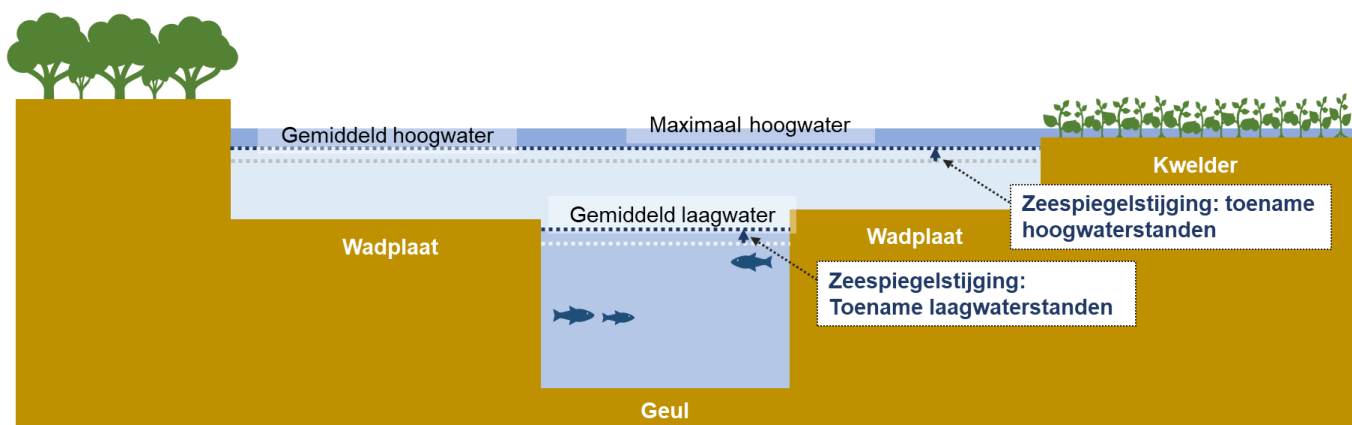 Gemiddeld hoogwater
Maximaal hoogwater
Kwelder
Zeespiegelstijging: toename
hoogwaterstanden
Gemiddeld laagwater
Wadplaat
Wadplaat
Zeespiegelstijging:
Toename laagwaterstanden
Geul